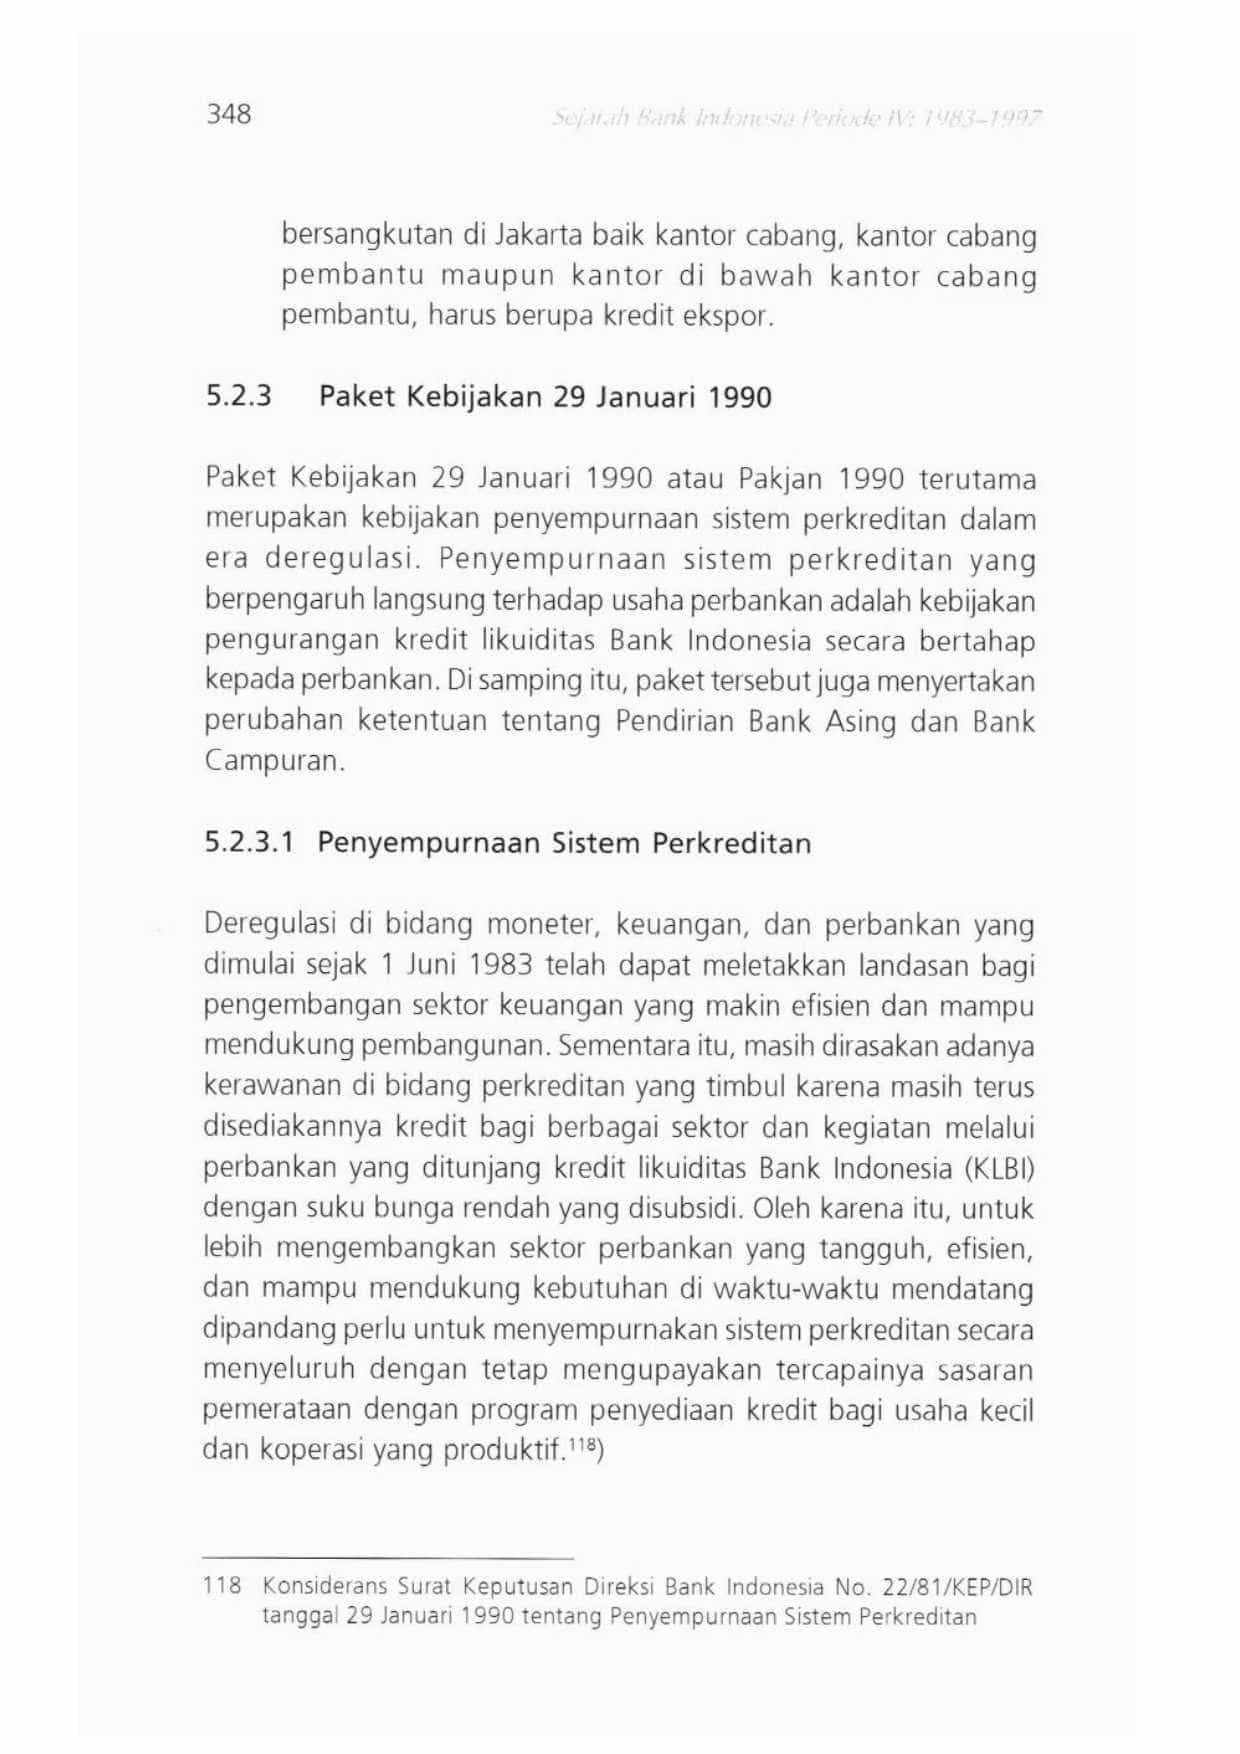 348
Sejarah Bank Indonesia Periode IV: 1983–1997
bersangkutan di Jakarta baik kantor cabang, kantor cabang
pembantu maupun kantor di bawah kantor cabang
pembantu, harus berupa kredit ekspor.
5.2.3 Paket Kebijakan 29 Januari 1990
Paket Kebijakan 29 Januari 1990 atau Pakjan 1990 terutama
merupakan kebijakan penyempurnaan sistem perkreditan dalam
era deregulasi. Penyempurnaan sistem perkreditan yang
berpengaruh langsung terhadap usaha perbankan adalah kebijakan
pengurangan kredit likuiditas Bank Indonesia secara bertahap
kepada perbankan. Di samping itu, paket tersebut juga menyertakan
perubahan ketentuan tentang Pendirian Bank Asing dan Bank
Campuran.
5.2.3.1 Penyempurnaan Sistem Perkreditan
Deregulasi di bidang moneter, keuangan, dan perbankan yang
dimulai sejak 1 Juni 1983 telah dapat meletakkan landasan bagi
pengembangan sektor keuangan yang makin efisien dan mampu
mendukung pembangunan. Sementara itu, masih dirasakan adanya
kerawanan di bidang perkreditan yang timbul karena masih terus
disediakannya kredit bagi berbagai sektor dan kegiatan melalui
perbankan yang ditunjang kredit likuiditas Bank Indonesia (KLBI)
dengan suku bunga rendah yang disubsidi. Oleh karena itu, untuk
lebih mengembangkan sektor perbankan yang tangguh, efisien,
dan mampu mendukung kebutuhan di waktu-waktu mendatang
dipandang perlu untuk menyempurnakan sistem perkreditan secara
menyeluruh dengan tetap mengupayakan tercapainya sasaran
pemerataan dengan program penyediaan kredit bagi usaha kecil
dan koperasi yang produktif.¹¹⁸)
118 Konsiderans Surat Keputusan Direksi Bank Indonesia No. 22/81/KEP/DIR
tanggal 29 Januari 1990 tentang Penyempurnaan Sistem Perkreditan